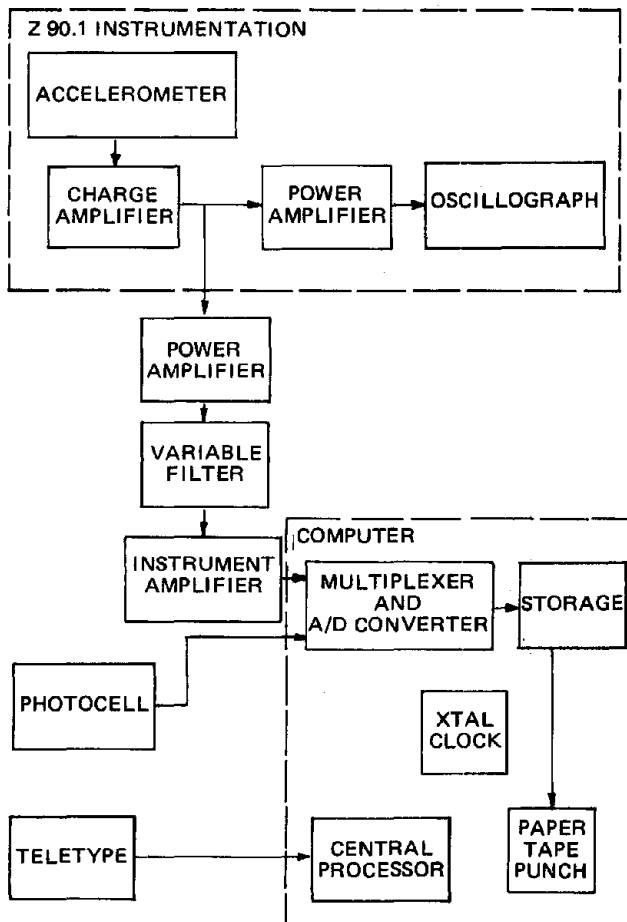 Z 90.1 INSTRUMENTATION
ACCELEROMETER
CHARGE
AMPLIFIER
POWER
AMPLIFIER
OSCILLOGRAPH
POWER
AMPLIFIER
VARIABLE
FILTER
INSTRUMENT
AMPLIFIER
COMPUTER
MULTIPLEXER
AND
A/D CONVERTER
STORAGE
PHOTOCELL
XTAL
CLOCK
TELETYPE
CENTRAL
PROCESSOR
PAPER
TAPE
PUNCH